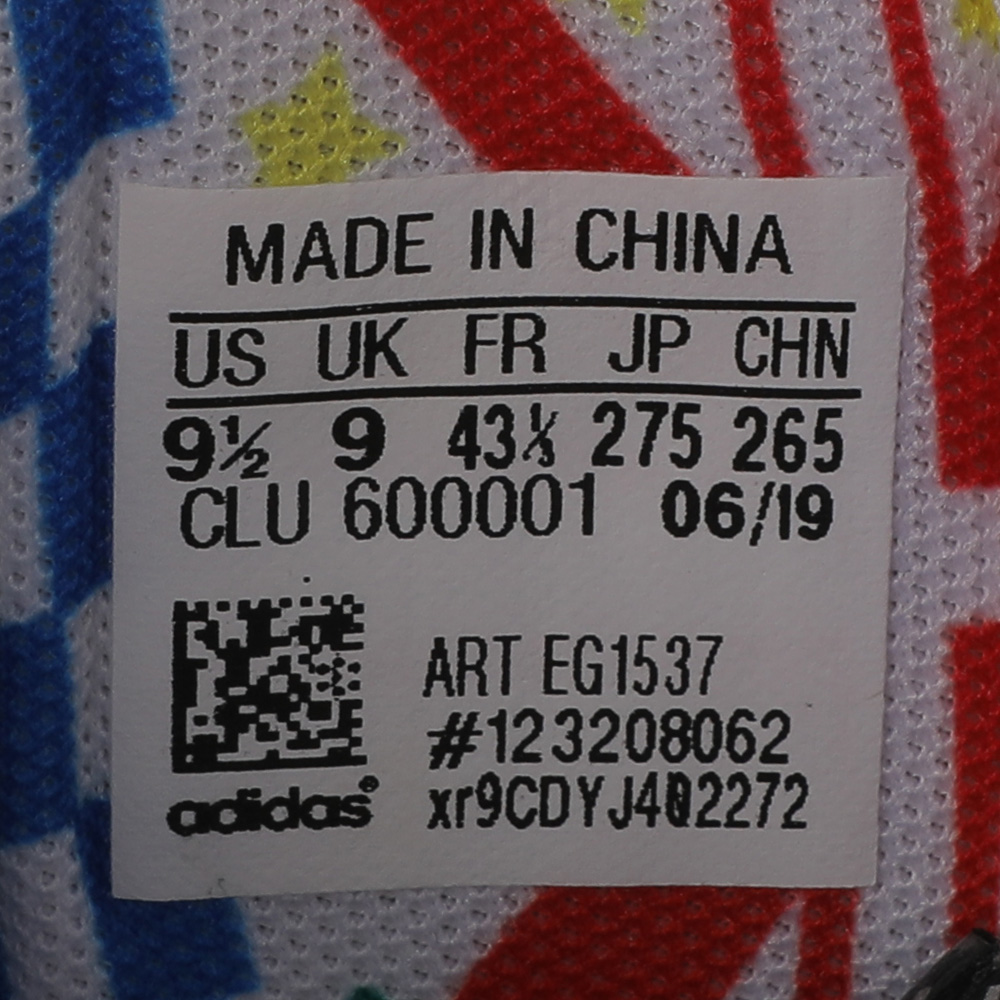 MADE IN CHINA
US UK FR JP CHN
9½ 9 43⅓ 275 265
CLU 600001 06/19
ART EG1537
#123208062
xr9CDYJ402272
adidas®